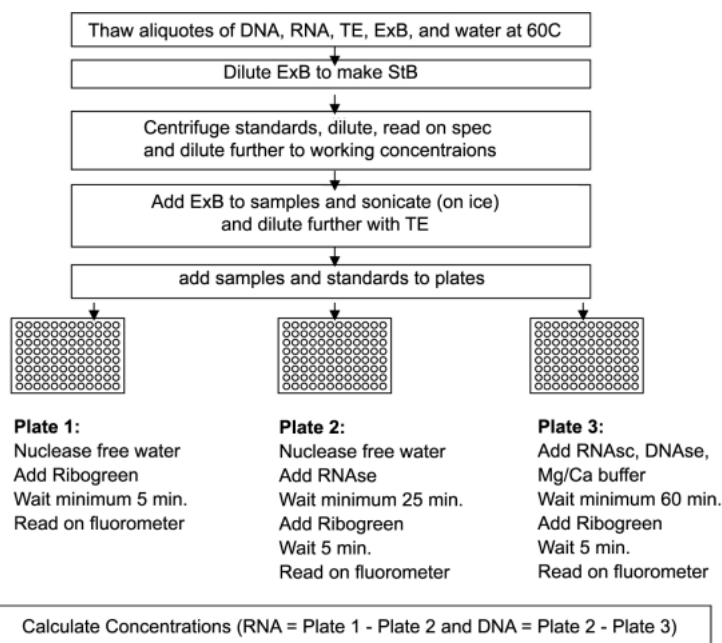 Thaw aliquotes of DNA, RNA, TE, ExB, and water at 60C
Dilute ExB to make StB
Centrifuge standards, dilute, read on spec
and dilute further to working concentraions
Add ExB to samples and sonicate (on ice)
and dilute further with TE
add samples and standards to plates
Plate 1:
Nuclease free water
Add Ribogreen
Wait minimum 5 min.
Read on fluorometer
Plate 2:
Nuclease free water
Add RNAse
Wait minimum 25 min.
Add Ribogreen
Wait 5 min.
Read on fluorometer
Plate 3:
Add RNAsc, DNAse,
Mg/Ca buffer
Wait minimum 60 min.
Add Ribogreen
Wait 5 min.
Read on fluorometer
Calculate Concentrations (RNA = Plate 1 - Plate 2 and DNA = Plate 2 - Plate 3)